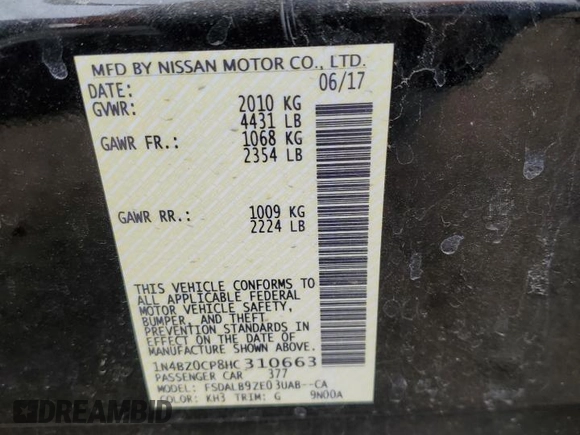 MFD BY NISSAN MOTOR CO., LTD.
DATE: 06/17
GVWR: 2010 KG
4431 LB
GAWR FR.: 1068 KG
2354 LB
GAWR RR.: 1009 KG
2224 LB
THIS VEHICLE CONFORMS TO
ALL APPLICABLE FEDERAL
MOTOR VEHICLE SAFETY,
BUMPER, AND THEFT
PREVENTION STANDARDS IN
EFFECT ON THE DATE OF
MANUFACTURE SHOWN ABOVE.
1N4BZ0CP8HC310663
PASSENGER CAR 377
MODEL: FSDALB9ZE03UAB--CA
COLOR: KH3 TRIM: G 9N00A
STAT.BID